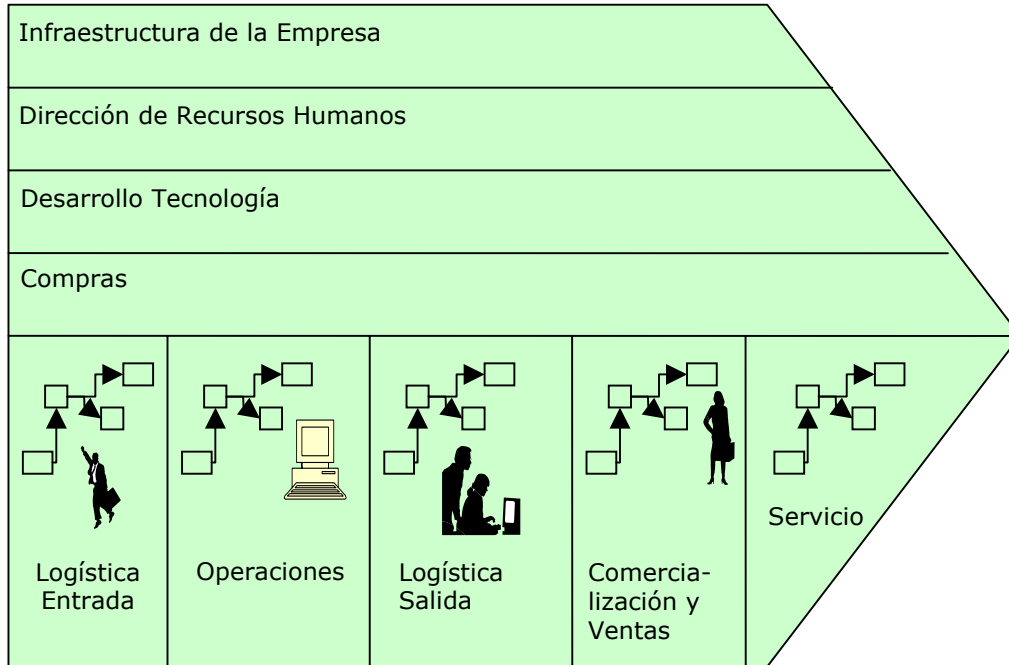 Infraestructura de la Empresa
Dirección de Recursos Humanos
Desarrollo Tecnología
Compras
Logística
Entrada
Operaciones
Logística
Salida
Comercia-
lización y
Ventas
Servicio